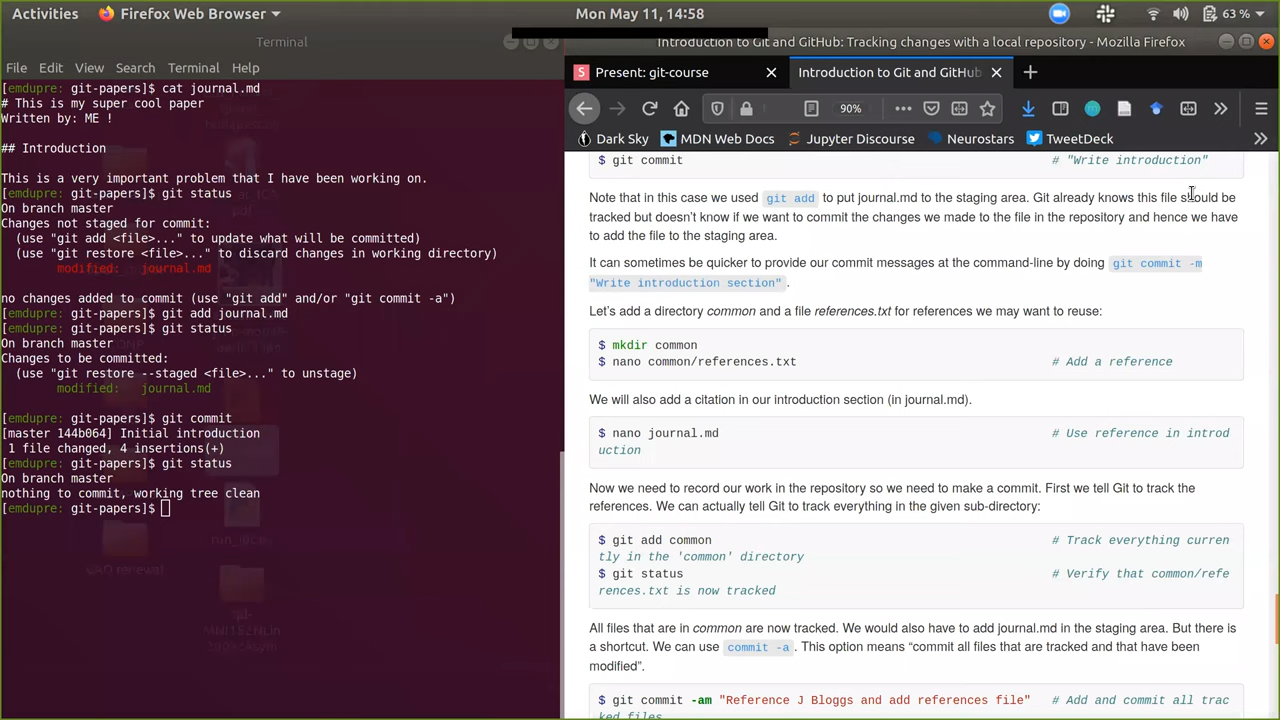 Activities Firefox Web Browser Mon May 11, 14:58 63 %
Terminal
File Edit View Search Terminal Help
[emdupre: git-papers]$ cat journal.md
# This is my super cool paper
Written by: ME !
## Introduction
This is a very important problem that I have been working on.
[emdupre: git-papers]$ git status
On branch master
Changes not staged for commit:
(use "git add <file>..." to update what will be committed)
(use "git restore <file>..." to discard changes in working directory)
modified: journal.md
no changes added to commit (use "git add" and/or "git commit -a")
[emdupre: git-papers]$ git add journal.md
[emdupre: git-papers]$ git status
On branch master
Changes to be committed:
(use "git restore --staged <file>..." to unstage)
modified: journal.md
[emdupre: git-papers]$ git commit
[master 144b064] Initial introduction
1 file changed, 4 insertions(+)
[emdupre: git-papers]$ git status
On branch master
nothing to commit, working tree clean
[emdupre: git-papers]$
Introduction to Git and GitHub: Tracking changes with a local repository - Mozilla Firefox
Present: git-course Introduction to Git and GitHub
90%
Dark Sky MDN Web Docs Jupyter Discourse Neurostars TweetDeck
$ git commit # "Write introduction"
Note that in this case we used git add to put journal.md to the staging area. Git already knows this file should be
tracked but doesn't know if we want to commit the changes we made to the file in the repository and hence we have
to add the file to the staging area.
It can sometimes be quicker to provide our commit messages at the command-line by doing git commit -m
"Write introduction section".
Let's add a directory common and a file references.txt for references we may want to reuse:
$ mkdir common
$ nano common/references.txt # Add a reference
We will also add a citation in our introduction section (in journal.md).
$ nano journal.md # Use reference in introd
uction
Now we need to record our work in the repository so we need to make a commit. First we tell Git to track the
references. We can actually tell Git to track everything in the given sub-directory:
$ git add common # Track everything curren
tly in the 'common' directory
$ git status # Verify that common/refe
rences.txt is now tracked
All files that are in common are now tracked. We would also have to add journal.md in the staging area. But there is
a shortcut. We can use commit -a. This option means "commit all files that are tracked and that have been
modified".
$ git commit -am "Reference J Bloggs and add references file" # Add and commit all trac
ked files